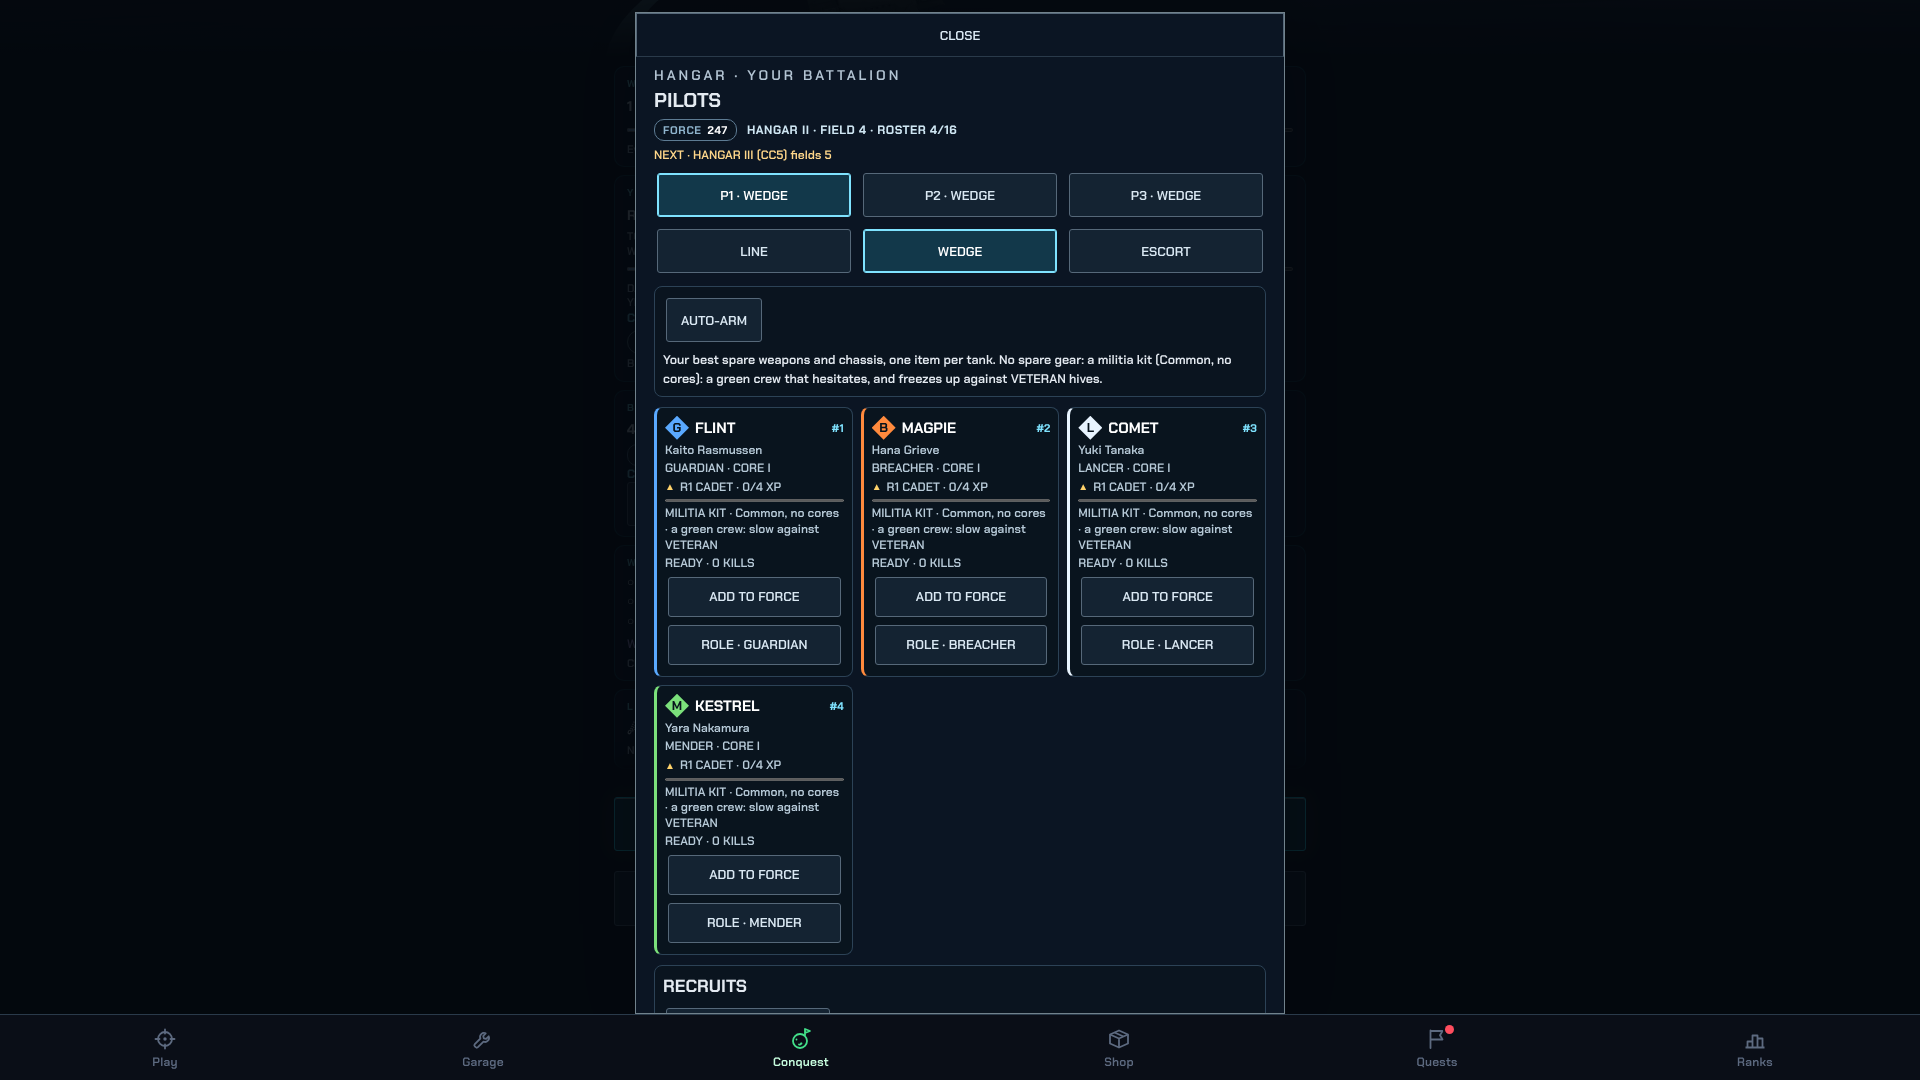 CLOSE
HANGAR · YOUR BATTALION
PILOTS
FORCE 247 HANGAR II · FIELD 4 · ROSTER 4/16
NEXT · HANGAR III (CC5) fields 5
P1 · WEDGE
P2 · WEDGE
P3 · WEDGE
LINE
WEDGE
ESCORT
AUTO-ARM
Your best spare weapons and chassis, one item per tank. No spare gear: a militia kit (Common, no
cores): a green crew that hesitates, and freezes up against VETERAN hives.
G FLINT #1
Kaito Rasmussen
GUARDIAN · CORE I
▲ R1 CADET · 0/4 XP
MILITIA KIT · Common, no cores
· a green crew: slow against
VETERAN
READY · 0 KILLS
ADD TO FORCE
ROLE · GUARDIAN
B MAGPIE #2
Hana Grieve
BREACHER · CORE I
▲ R1 CADET · 0/4 XP
MILITIA KIT · Common, no cores
· a green crew: slow against
VETERAN
READY · 0 KILLS
ADD TO FORCE
ROLE · BREACHER
L COMET #3
Yuki Tanaka
LANCER · CORE I
▲ R1 CADET · 0/4 XP
MILITIA KIT · Common, no cores
· a green crew: slow against
VETERAN
READY · 0 KILLS
ADD TO FORCE
ROLE · LANCER
M KESTREL #4
Yara Nakamura
MENDER · CORE I
▲ R1 CADET · 0/4 XP
MILITIA KIT · Common, no cores
· a green crew: slow against
VETERAN
READY · 0 KILLS
ADD TO FORCE
ROLE · MENDER
RECRUITS
Play
Garage
Conquest
Shop
Quests
Ranks